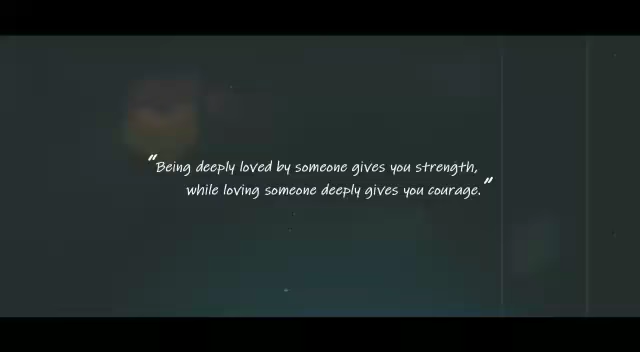 “Being deeply loved by someone gives you strength,
while loving someone deeply gives you courage.”